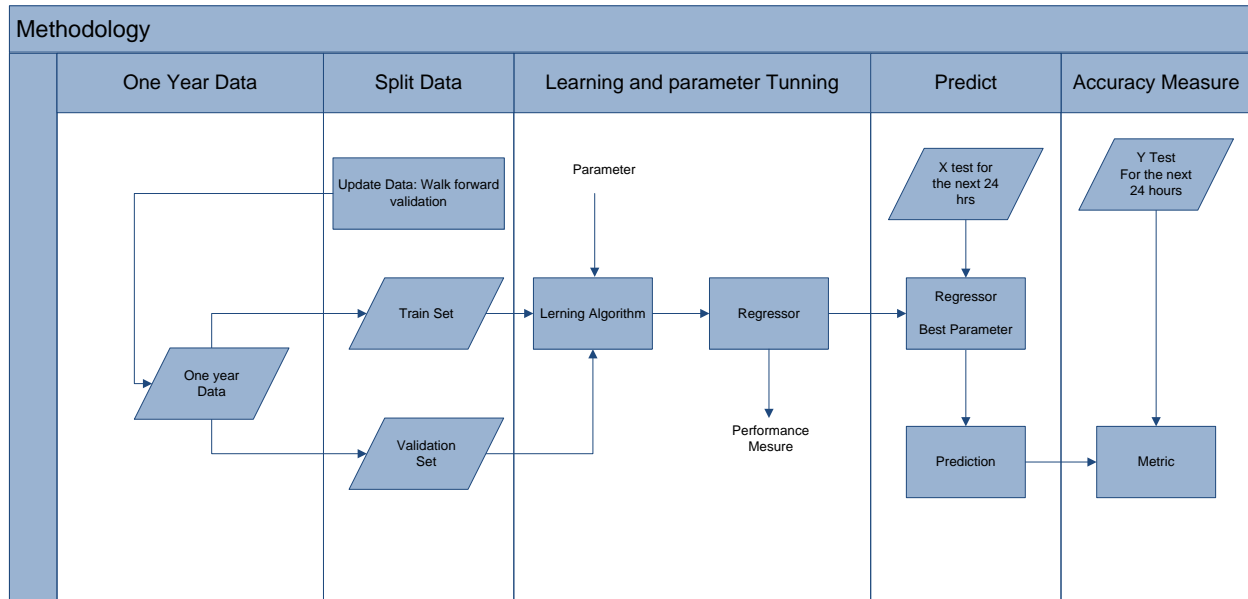 Methodology
One Year Data
Split Data
Learning and parameter Tunning
Predict
Accuracy Measure
Update Data: Walk forward
validation
Parameter
X test for
the next 24
hrs
Y Test
For the next
24 hours
Train Set
Lerning Algorithm
Regressor
Regressor
Best Parameter
One year
Data
Validation
Set
Performance
Mesure
Prediction
Metric